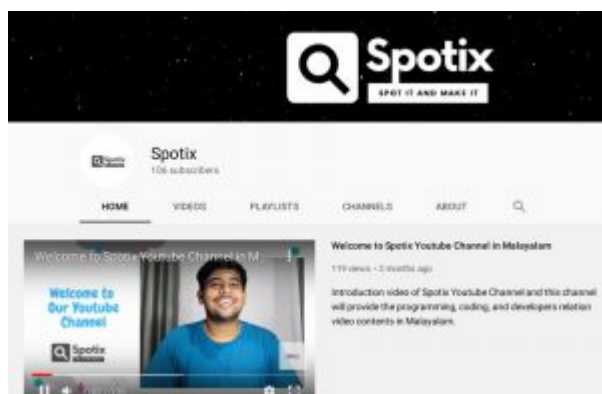 Spotix
SPOT IT AND MAKE IT
Spotix
Spotix
106 subscribers
HOME VIDEOS PLAYLISTS CHANNELS ABOUT
Welcome to Spotix Youtube Channel in M...
Welcome to
Our Youtube
Channel
Spotix
Welcome to Spotix Youtube Channel in Malayalam
119 views • 2 months ago
Introduction video of Spotix Youtube Channel and this channel
will provide the programming, coding, and developers relation
video contents in Malayalam.